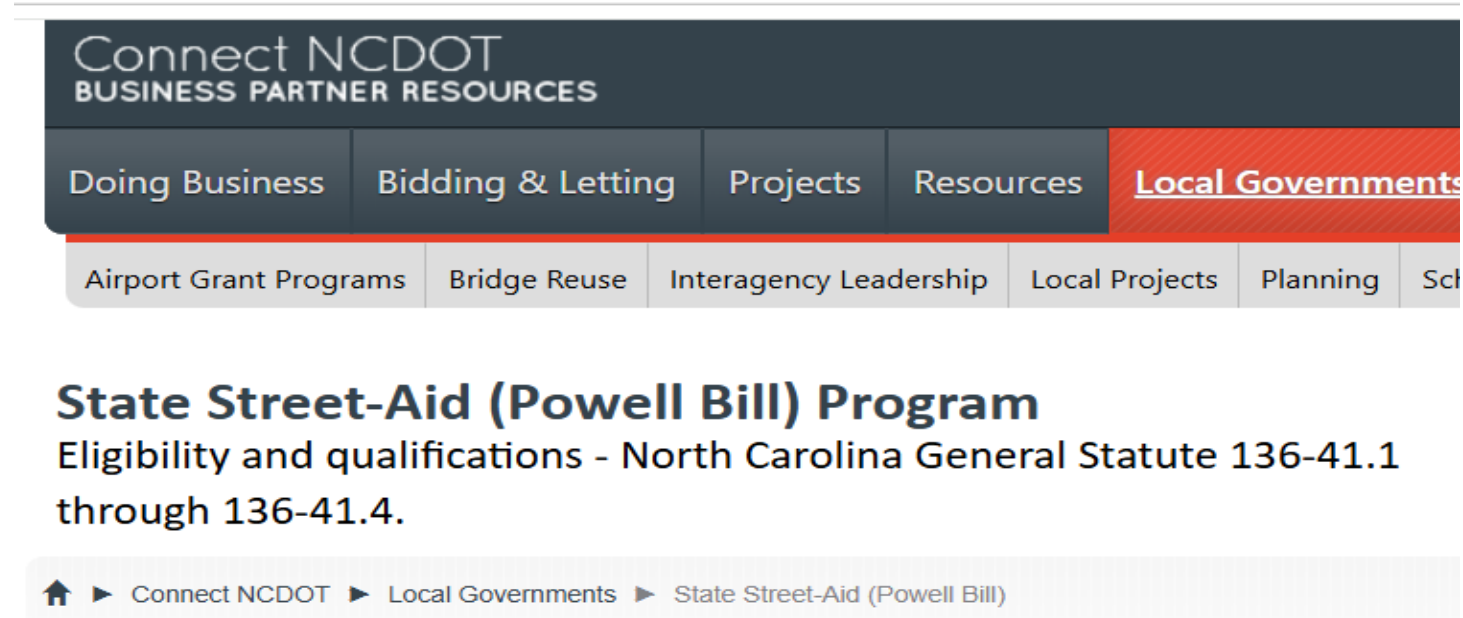 Connect NCDOT
BUSINESS PARTNER RESOURCES
Doing Business Bidding & Letting Projects Resources Local Governments
Airport Grant Programs Bridge Reuse Interagency Leadership Local Projects Planning
State Street-Aid (Powell Bill) Program
Eligibility and qualifications - North Carolina General Statute 136-41.1
through 136-41.4.
Connect NCDOT Local Governments State Street-Aid (Powell Bill)